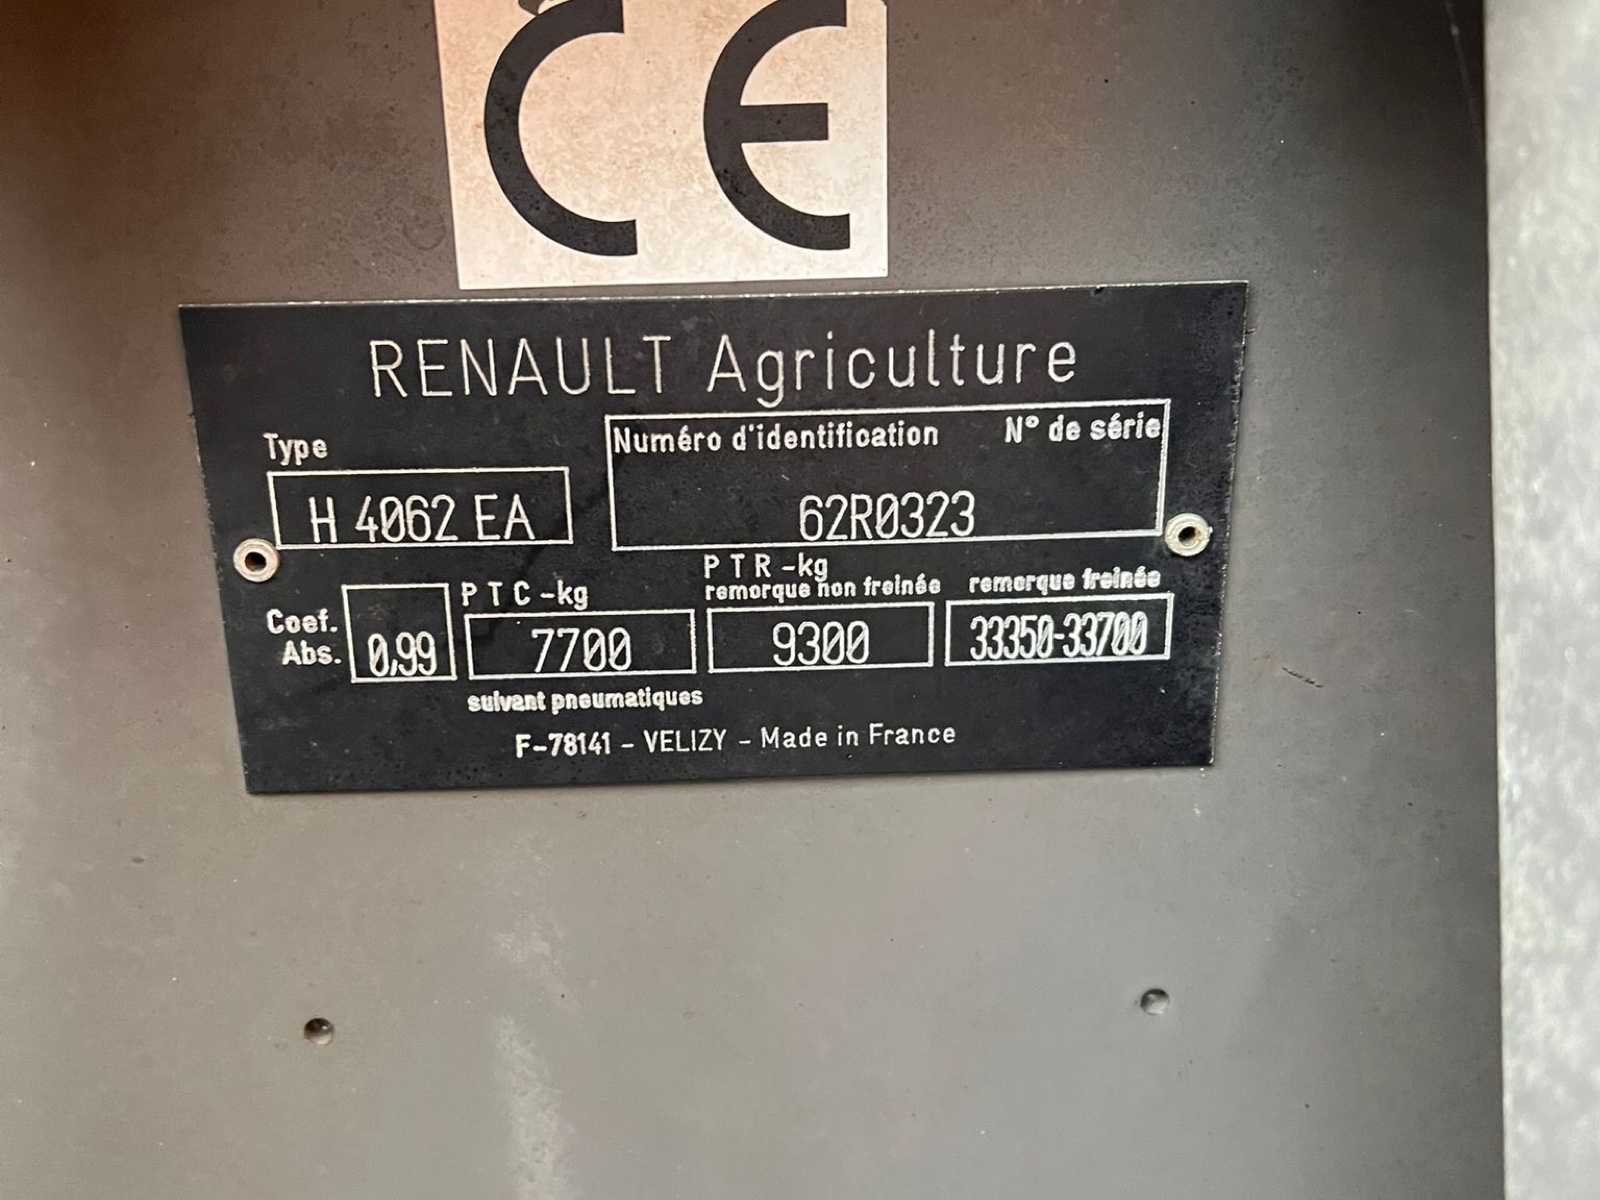 CE
RENAULT Agriculture
Type
Numéro d'identification N° de série
H 4062 EA
62R0323
Coef. Abs.
0,99
PTC -kg
7700
suivant pneumatiques
PTR -kg
remorque non freinée
9300
remorque freinée
33350-33700
F-78141 - VELIZY - Made in France